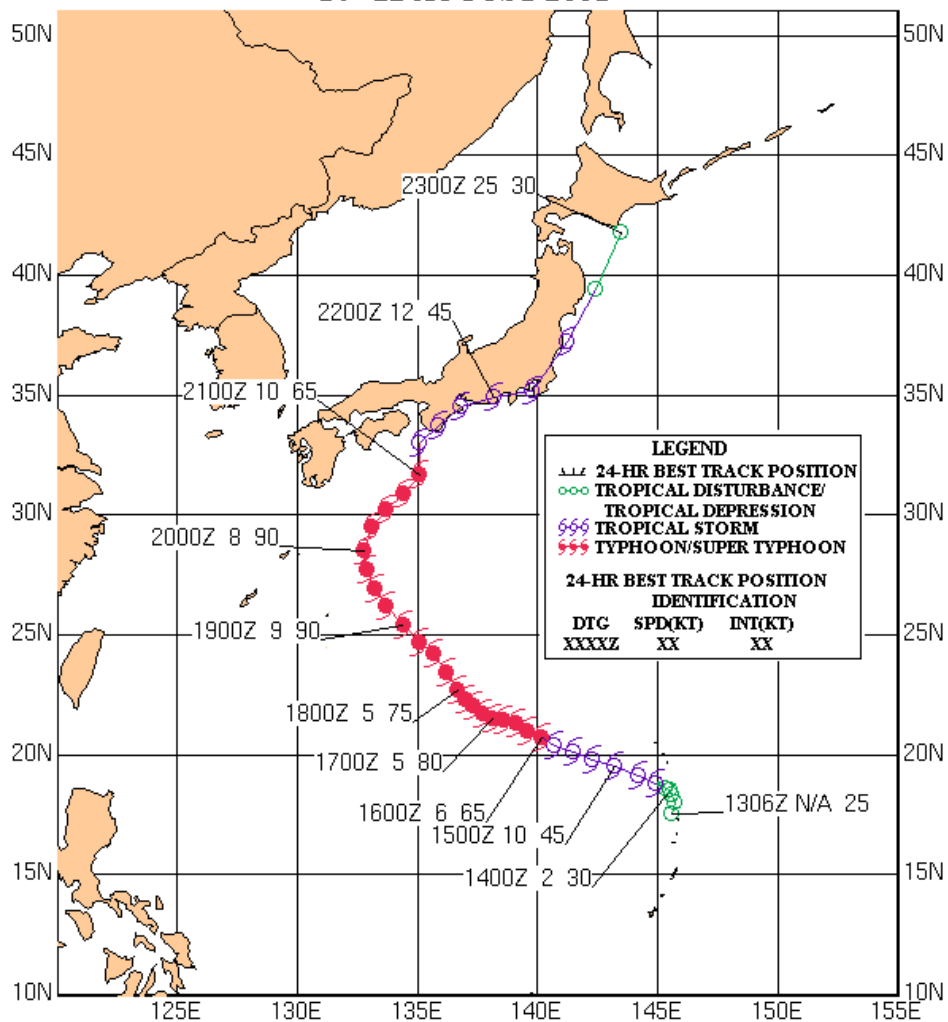 50N 50N
45N 45N
2300Z 25 30
40N 40N
2200Z 12 45
35N 35N
2100Z 10 65
LEGEND
24-HR BEST TRACK POSITION
TROPICAL DISTURBANCE/
TROPICAL DEPRESSION
TROPICAL STORM
TYPHOON/SUPER TYPHOON
24-HR BEST TRACK POSITION
IDENTIFICATION
DTG SPD(KT) INT(KT)
XXXXZ XX XX
30N 30N
2000Z 8 90
25N 25N
1900Z 9 90
1800Z 5 75
20N 20N
1700Z 5 80
1600Z 6 65
1500Z 10 45
1306Z N/A 25
15N 15N
1400Z 2 30
10N 10N
125E 130E 135E 140E 145E 150E 155E